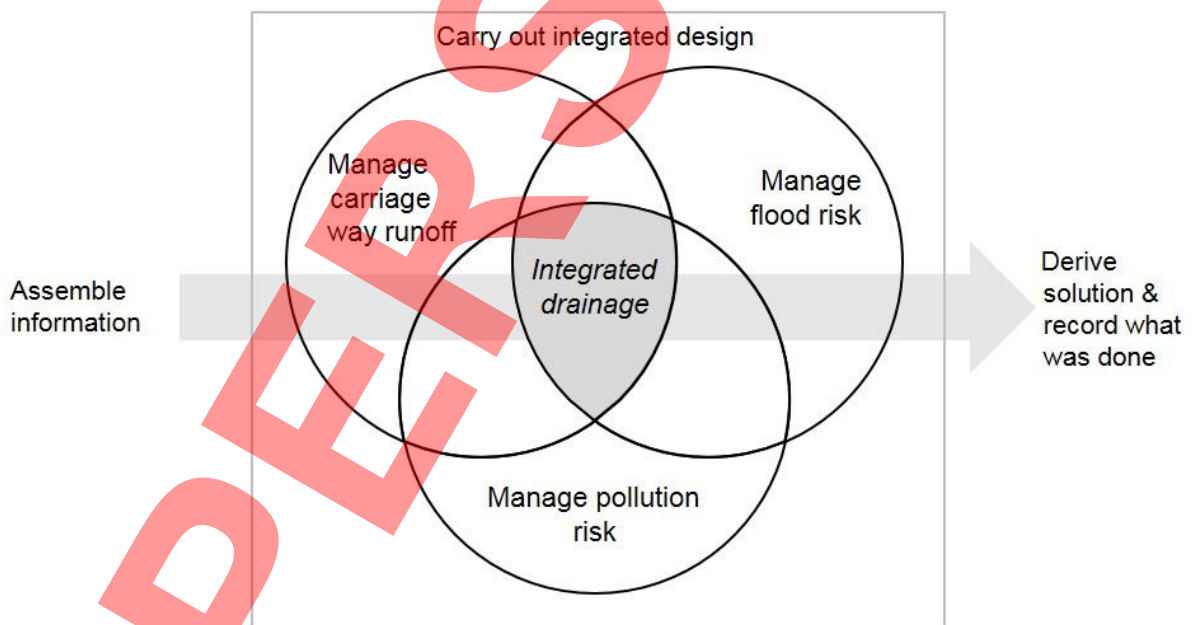 Carry out integrated design
Manage
carriage
way runoff
Manage
flood risk
Integrated
drainage
Assemble
information
Derive
solution &
record what
was done
Manage pollution
risk
PERS